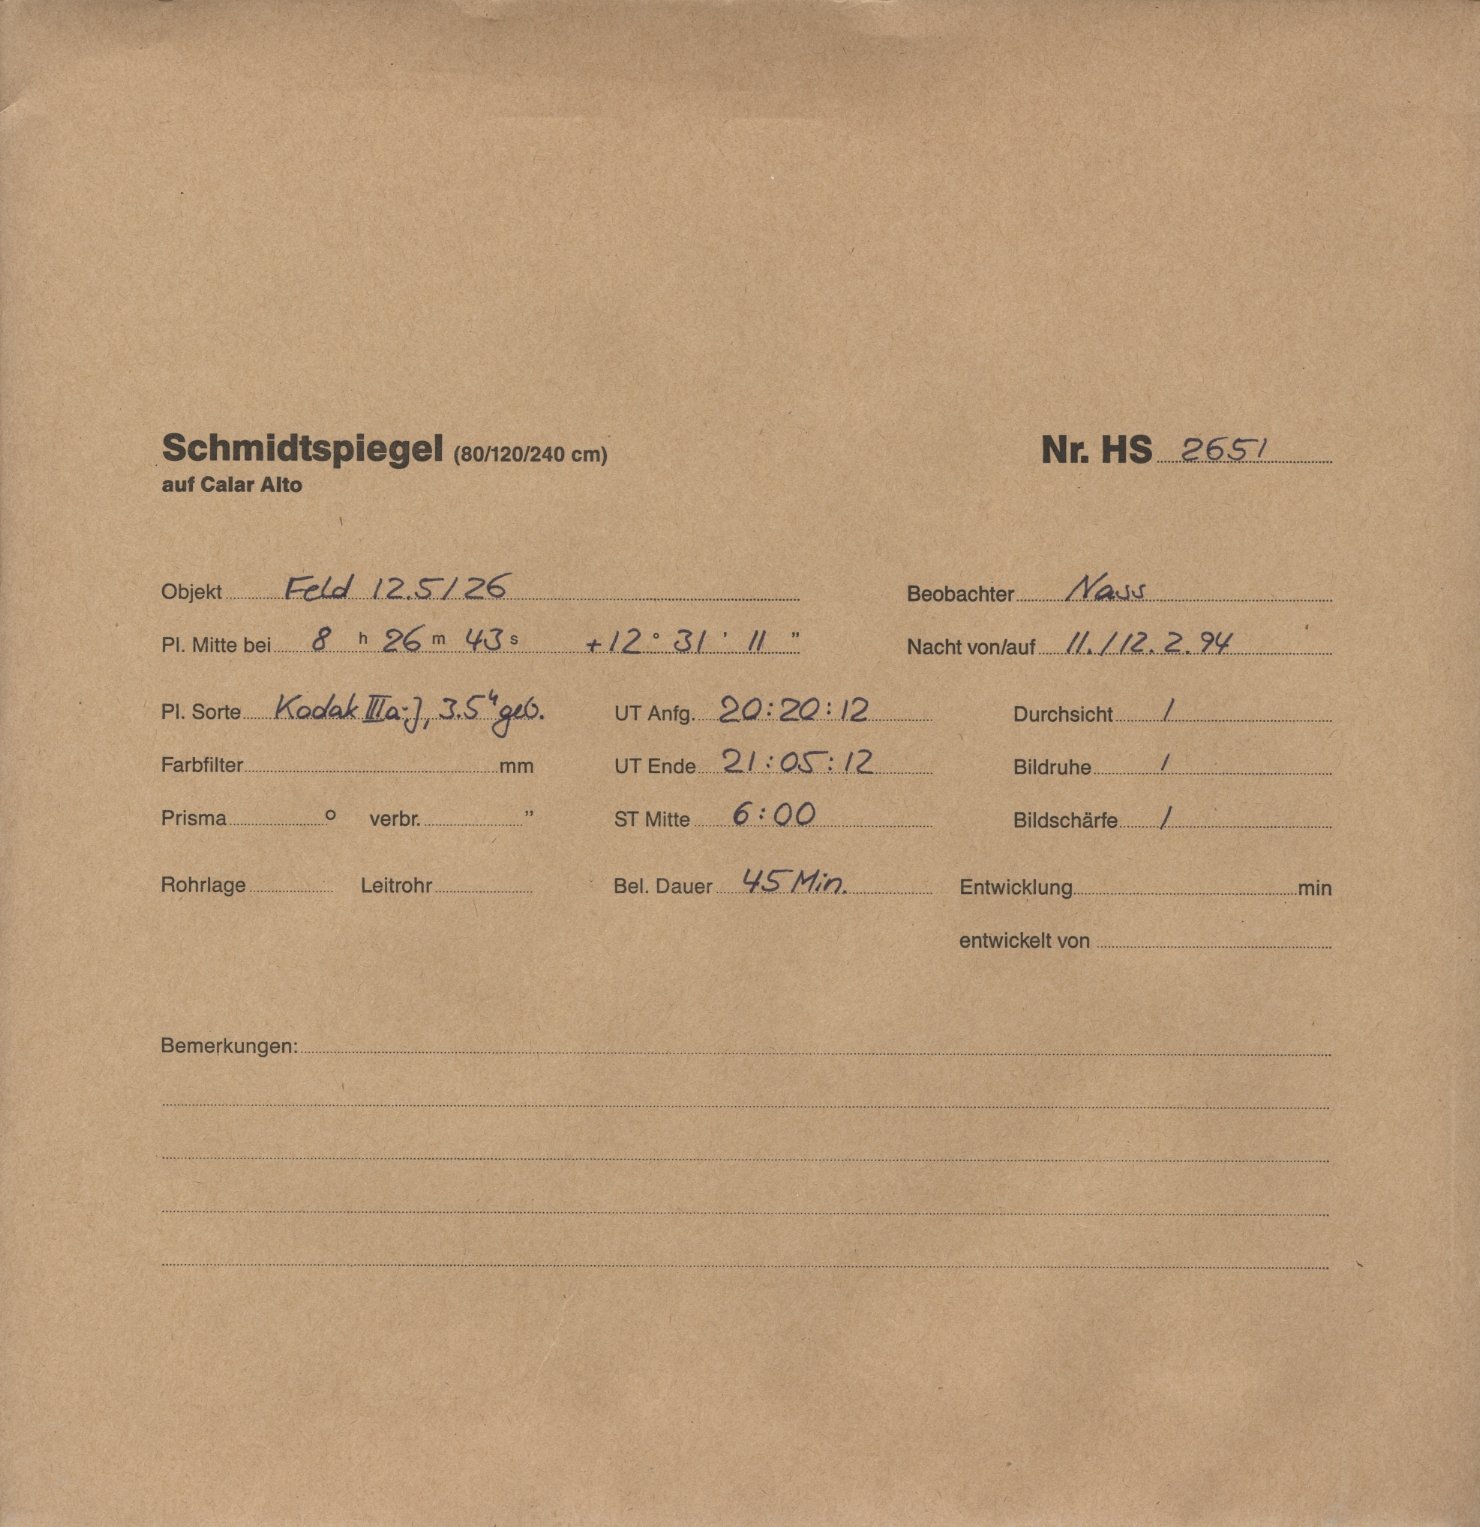 Schmidtspiegel (80/120/240 cm) Nr. HS 2651
auf Calar Alto
Objekt Feld 12.5/26 Beobachter Nass
Pl. Mitte bei 8 h 26 m 43 s +12 ° 31 ' 11 " Nacht von/auf 11./12.2.94
Pl. Sorte Kodak IIIa-J, 3.5h geb. UT Anfg. 20:20:12 Durchsicht 1
Farbfilter mm UT Ende 21:05:12 Bildruhe 1
Prisma ° verbr. " ST Mitte 6:00 Bildschärfe 1
Rohrlage Leitrohr Bel. Dauer 45 Min. Entwicklung min
entwickelt von
Bemerkungen: